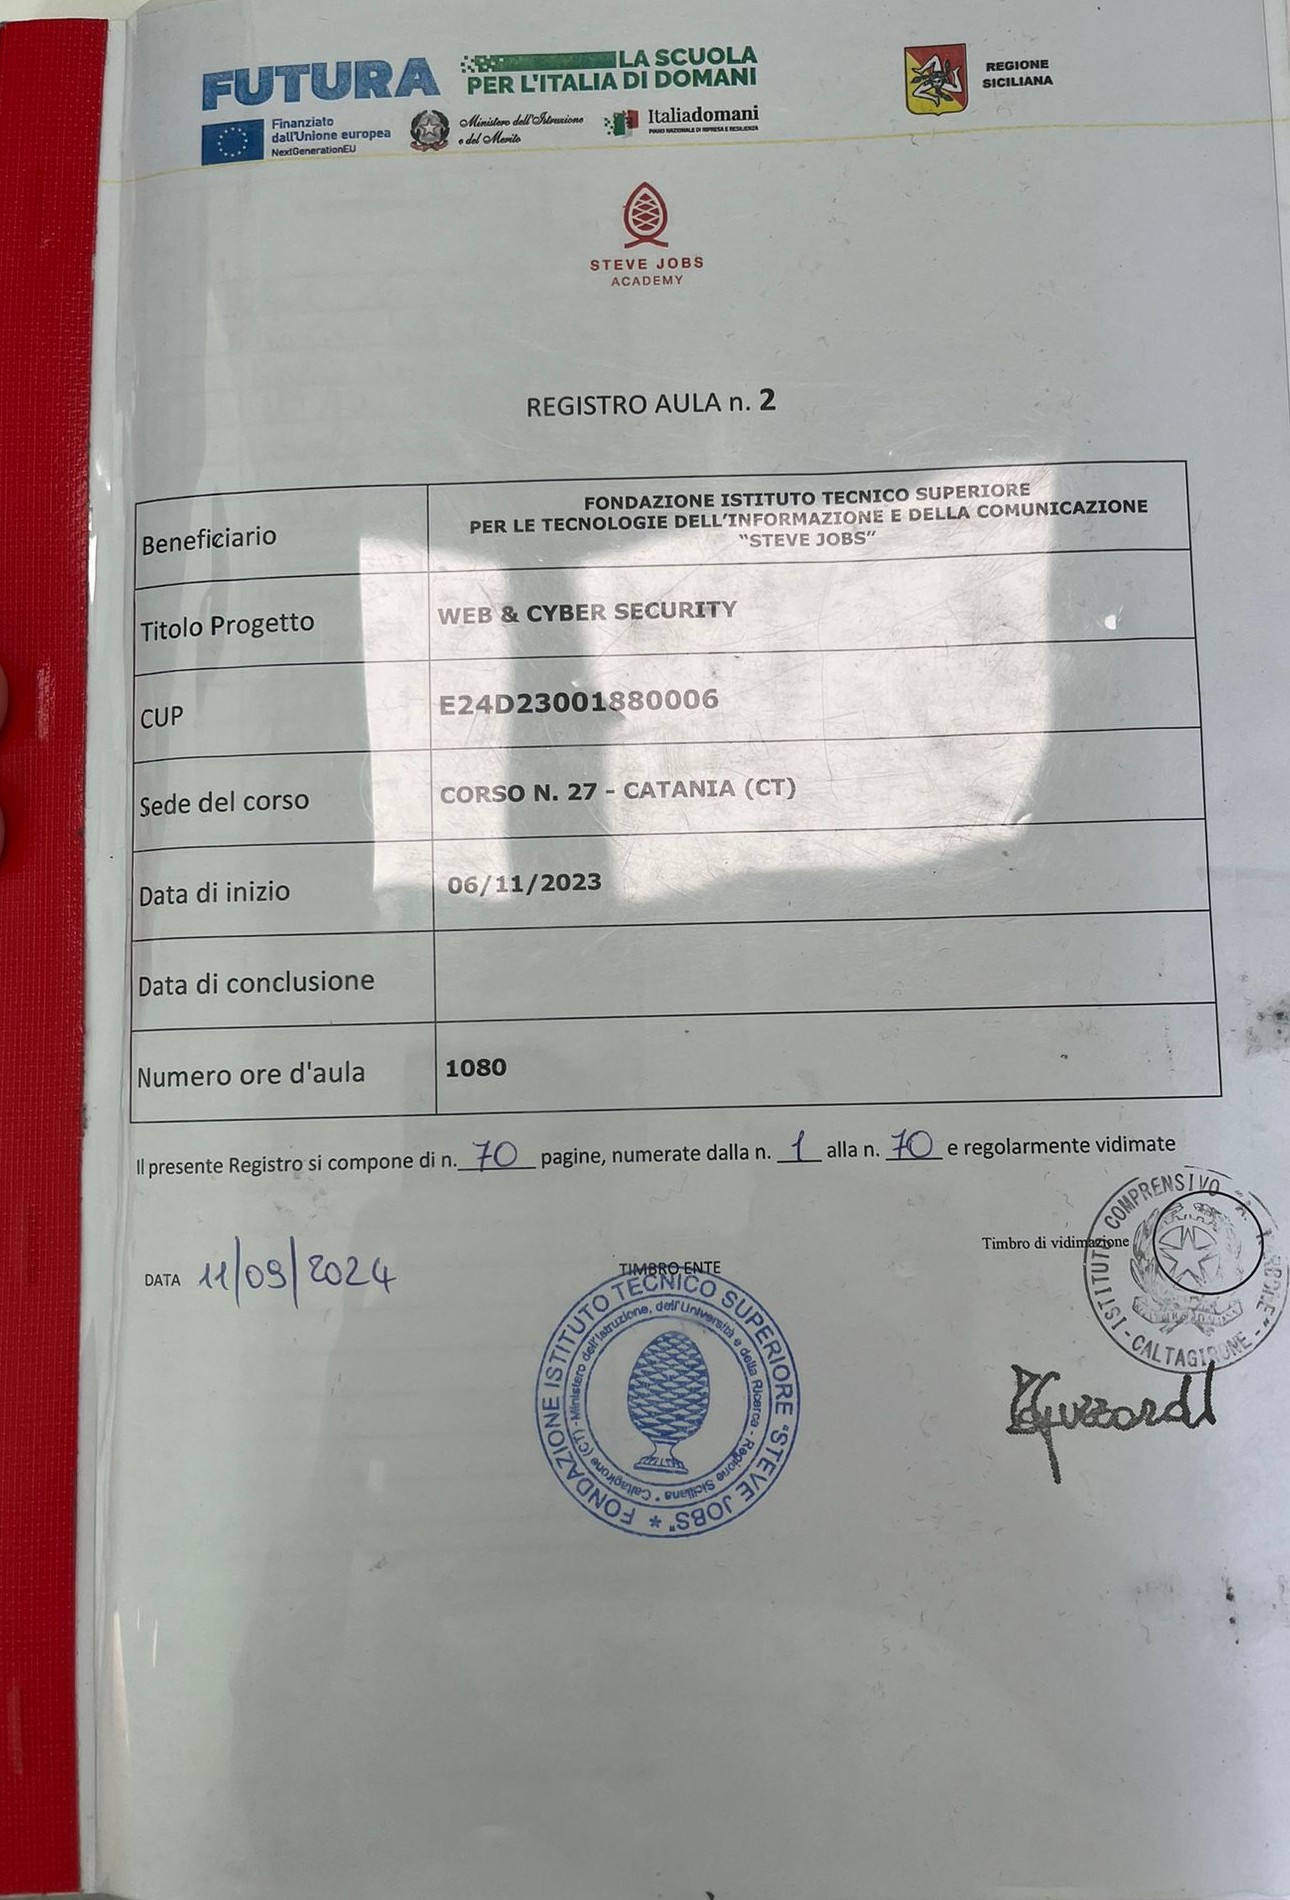 FUTURA
LA SCUOLA
PER L'ITALIA DI DOMANI
REGIONE
SICILIANA
Finanziato
dall'Unione europea
NextGenerationEU
Ministero dell'Istruzione
e del Merito
Italiadomani
PIANO NAZIONALE DI RIPRESA E RESILIENZA
STEVE JOBS
ACADEMY
REGISTRO AULA n. 2
Beneficiario
FONDAZIONE ISTITUTO TECNICO SUPERIORE
PER LE TECNOLOGIE DELL'INFORMAZIONE E DELLA COMUNICAZIONE
"STEVE JOBS"
Titolo Progetto
WEB & CYBER SECURITY
CUP
E24D23001880006
Sede del corso
CORSO N. 27 - CATANIA (CT)
Data di inizio
06/11/2023
Data di conclusione
Numero ore d'aula
1080
Il presente Registro si compone di n. 70 pagine, numerate dalla n. 1 alla n. 70 e regolarmente vidimate
DATA 11/09/2024
TIMBRO ENTE
FONDAZIONE ISTITUTO TECNICO SUPERIORE "STEVE JOBS" *
Caltagirone (CT) - Ministero dell'Istruzione, dell'Università e della Ricerca - Regione Siciliana •
Timbro di vidimazione
ISTITUTO COMPRENSIVO
- CALTAGIRONE -
Guzzardi